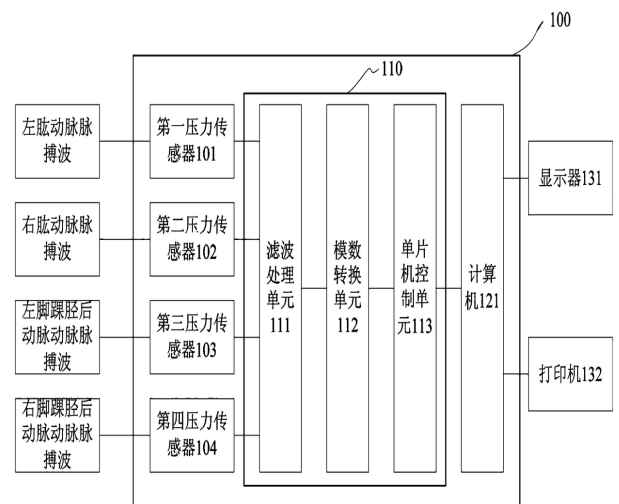 100
110
左肱动脉脉
搏波
第一压力传
感器101
右肱动脉脉
搏波
第二压力传
感器102
左脚踝胫后
动脉动脉脉
搏波
第三压力传
感器103
右脚踝胫后
动脉动脉脉
搏波
第四压力传
感器104
滤波
处理
单元
111
模数
转换
单元
112
单片
机控
制单
元113
计算
机121
显示器131
打印机132